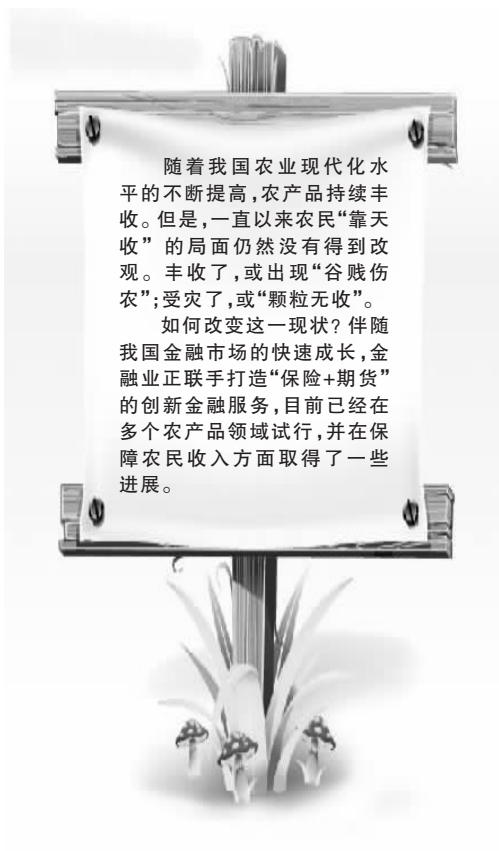 随着我国农业现代化水
平的不断提高,农产品持续丰
收。但是,一直以来农民“靠天
收”的局面仍然没有得到改
观。丰收了,或出现“谷贱伤
农”;受灾了,或“颗粒无收”。
如何改变这一现状？伴随
我国金融市场的快速成长,金
融业正联手打造“保险+期货”
的创新金融服务,目前已经在
多个农产品领域试行,并在保
障农民收入方面取得了一些
进展。